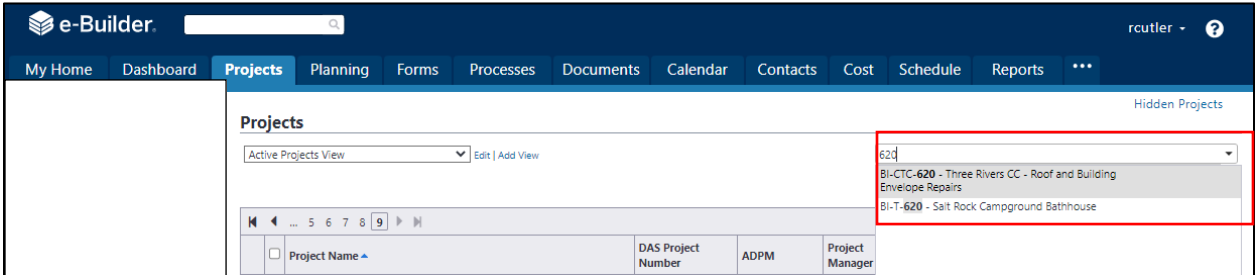 e-Builder.
rcutler
?
My Home Dashboard Projects Planning Forms Processes Documents Calendar Contacts Cost Schedule Reports •••
Hidden Projects
Projects
Active Projects View Edit | Add View
620
BI-CTC-620 - Three Rivers CC - Roof and Building
Envelope Repairs
BI-T-620 - Salt Rock Campground Bathhouse
... 5 6 7 8 9
Project Name
DAS Project
Number
ADPM
Project
Manager